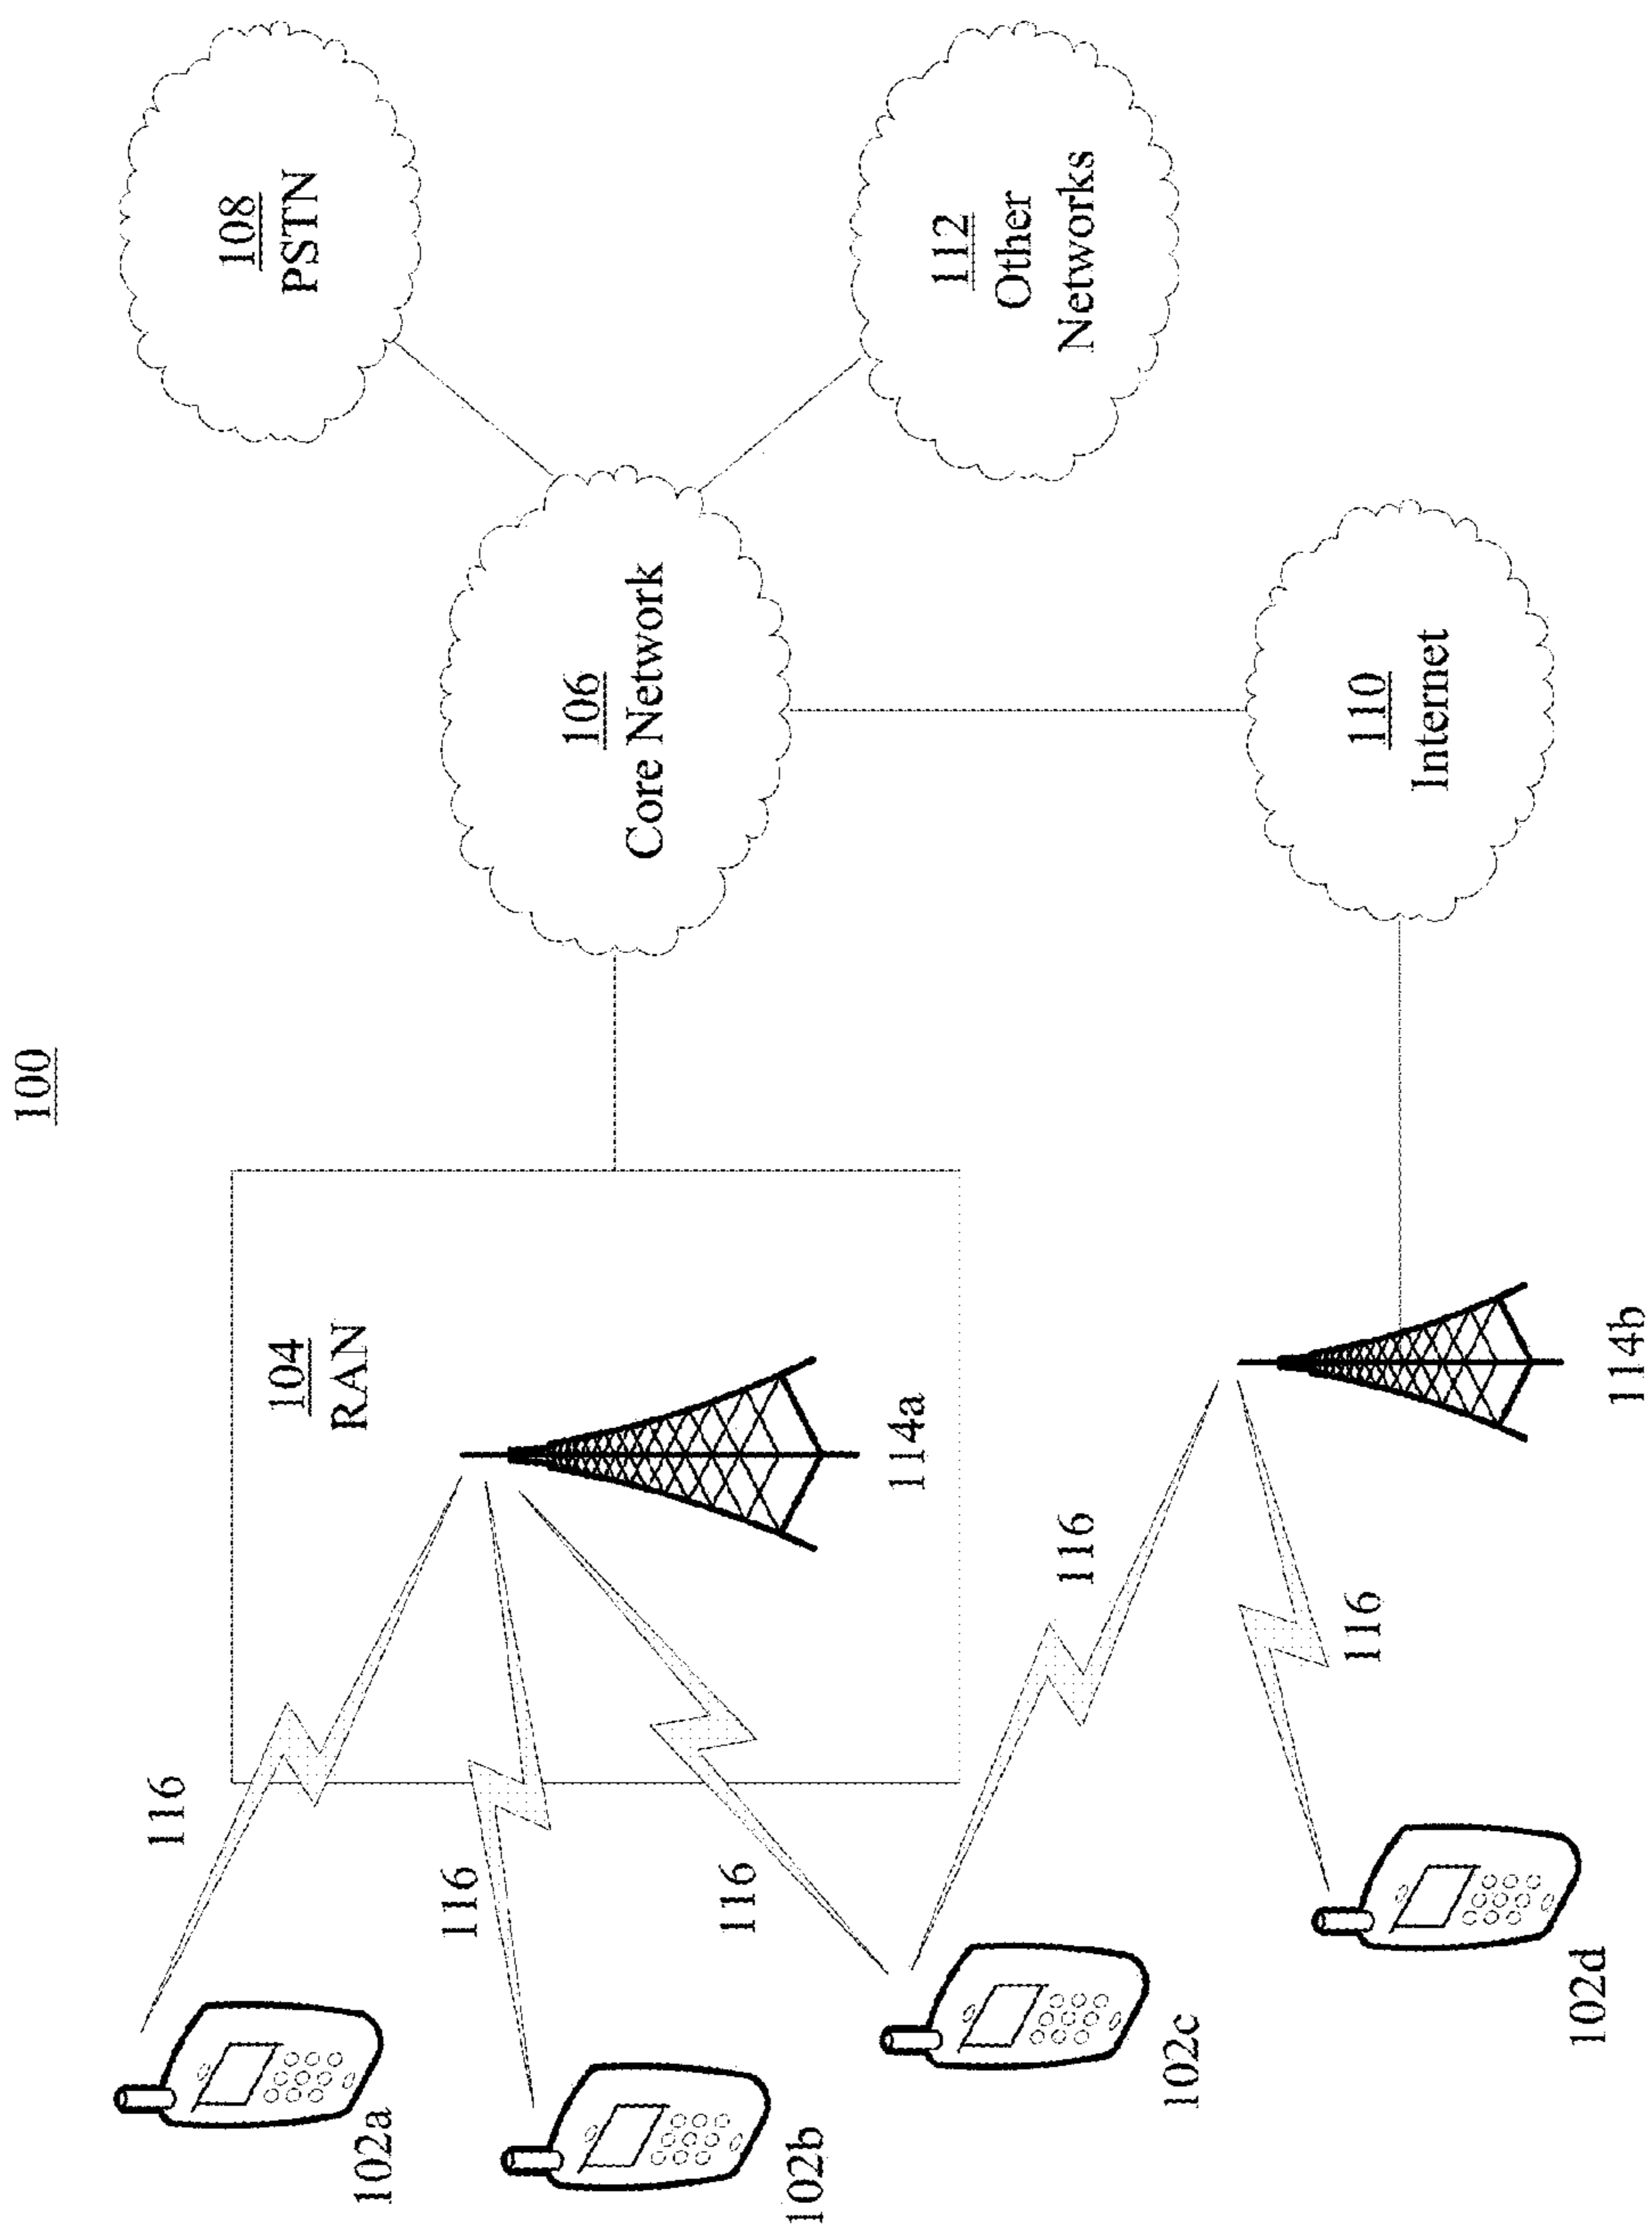 100
108
PSTN
104
RAN
106
Core Network
112
Other
Networks
116
102a
116
114a
102b
116
116
102c
110
Internet
116
114b
102d